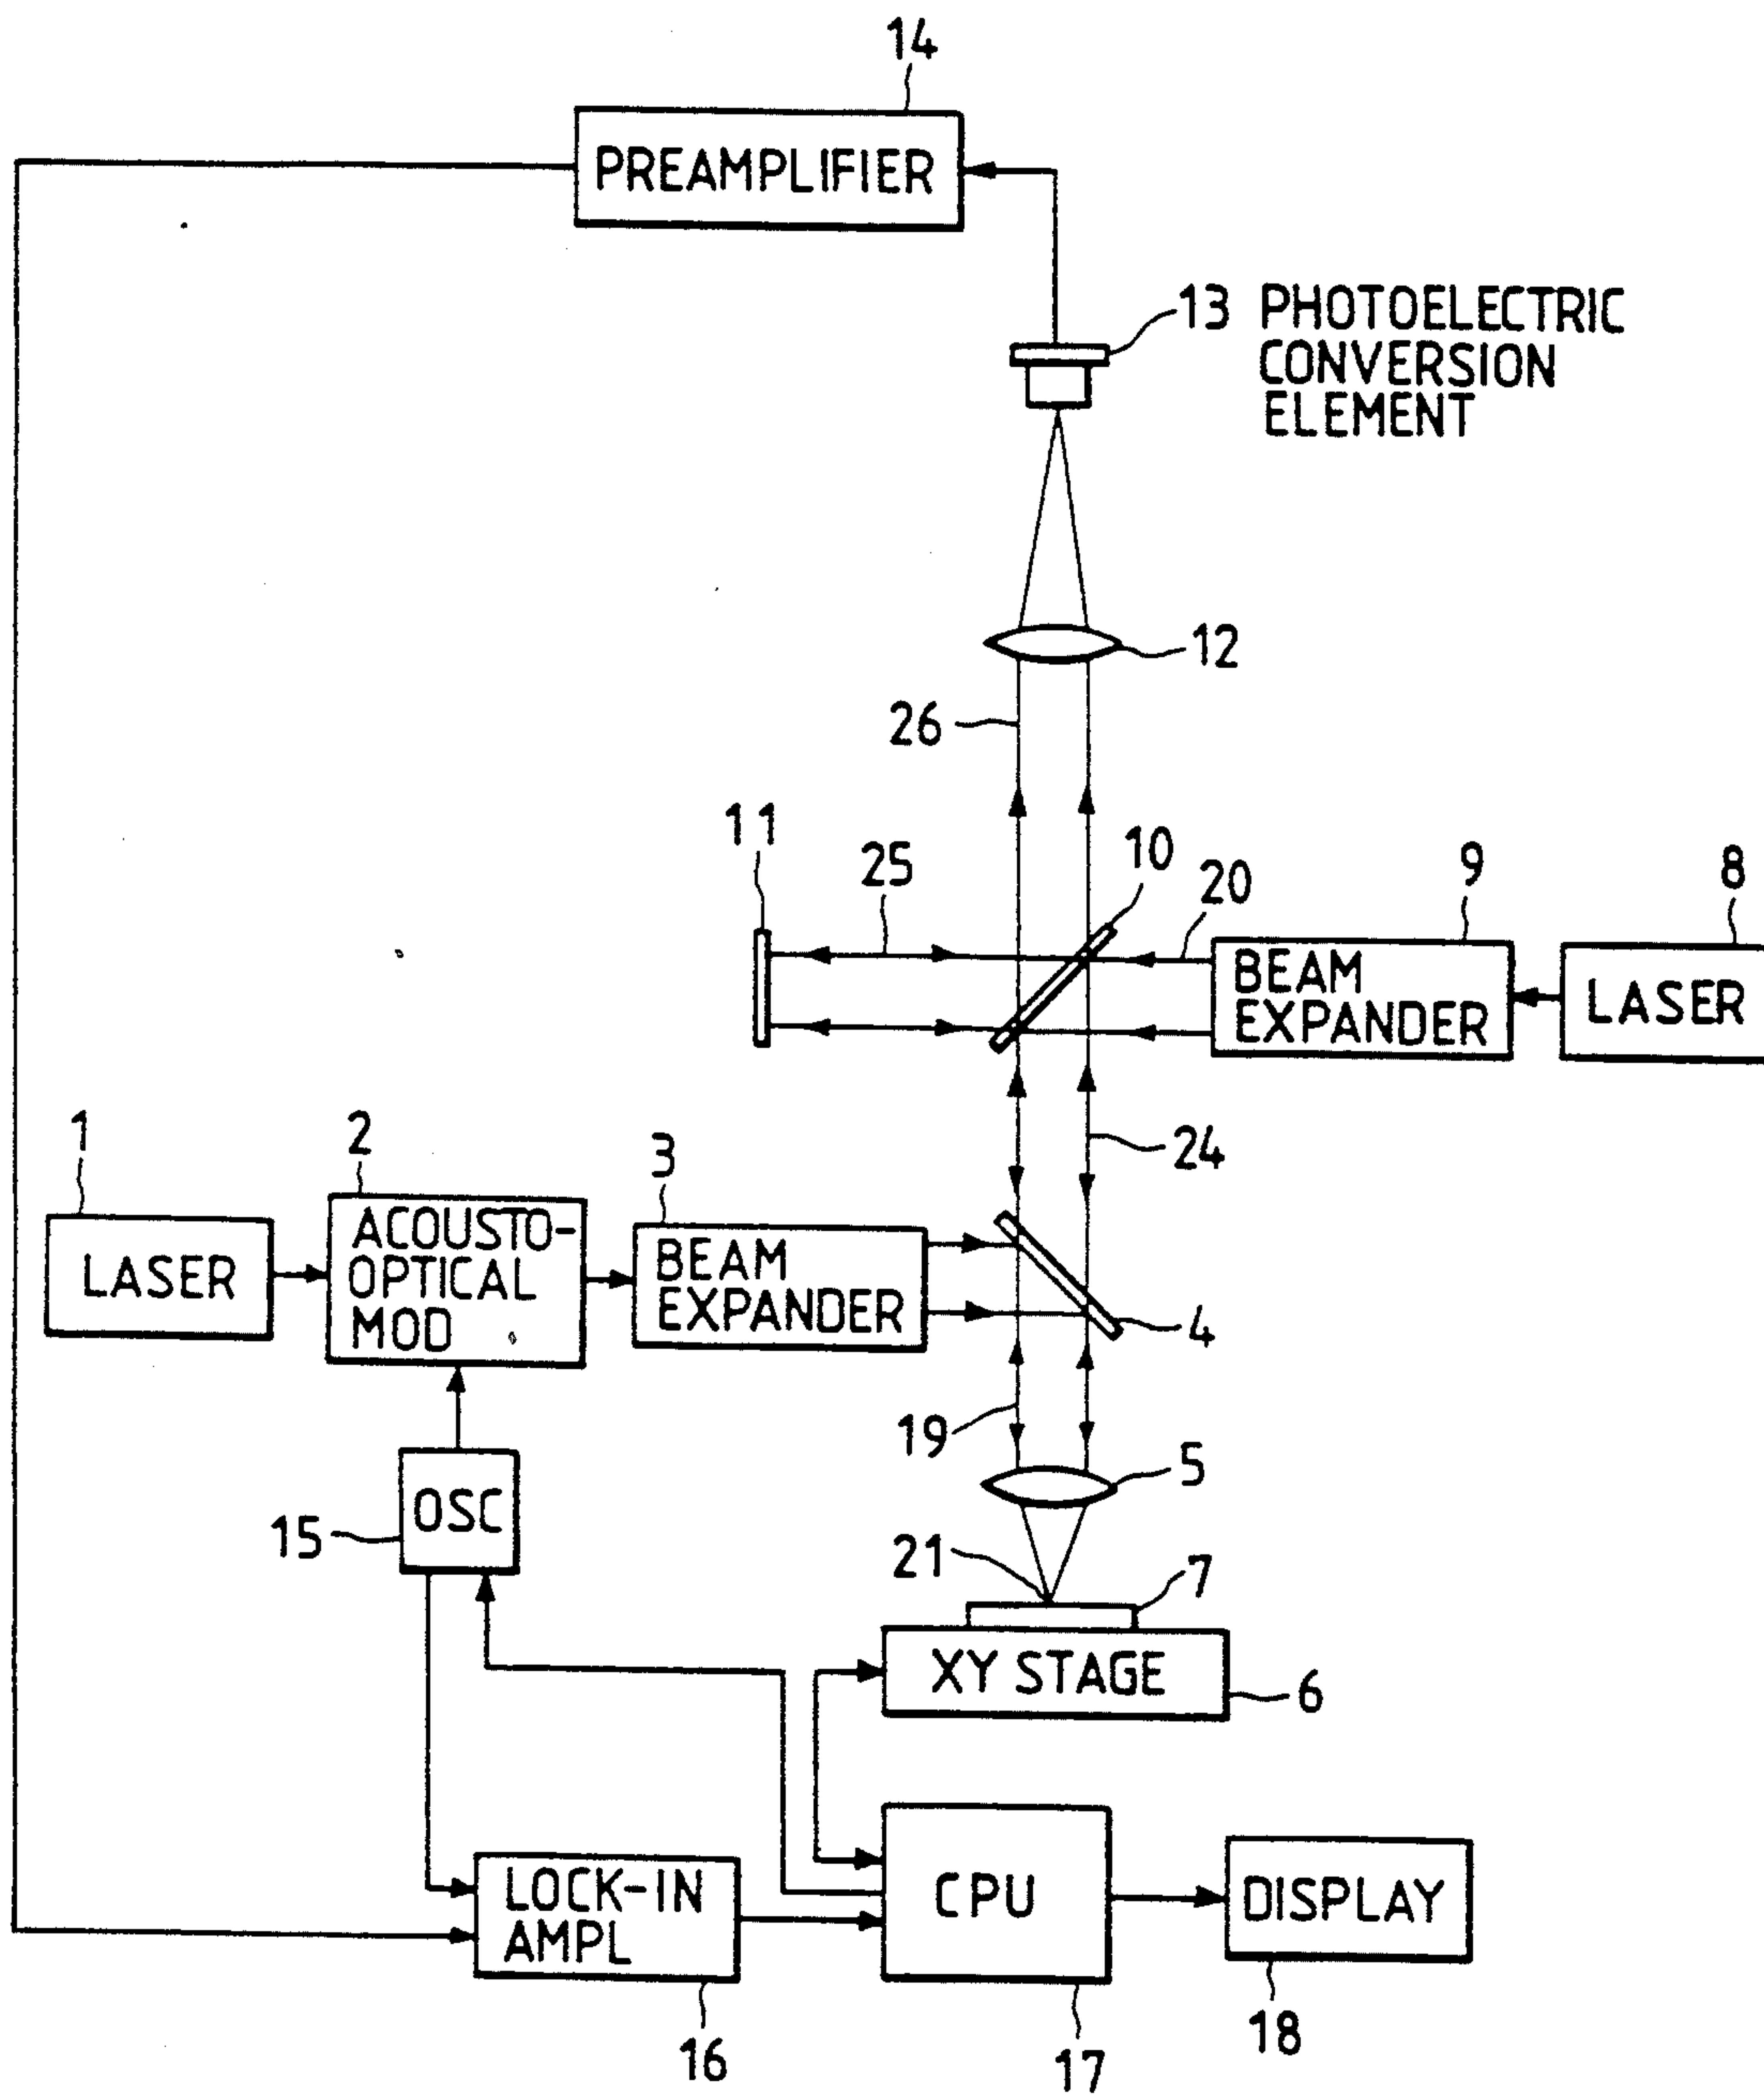 14
PREAMPLIFIER
13 PHOTOELECTRIC
CONVERSION
ELEMENT
12
26
11
25
10
20
9
8
BEAM
EXPANDER
LASER
24
1
2
3
LASER
ACOUSTO-
OPTICAL
MOD
BEAM
EXPANDER
4
19
5
OSC
15
21
7
XY STAGE
6
LOCK-IN
AMPL
CPU
DISPLAY
16
17
18